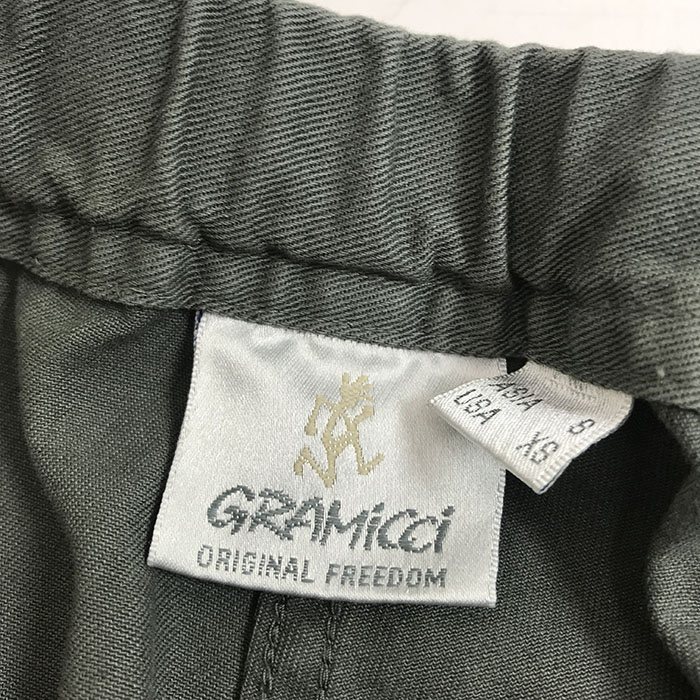 GRAMiCCi
ORIGINAL FREEDOM
ASIA S
USA XS